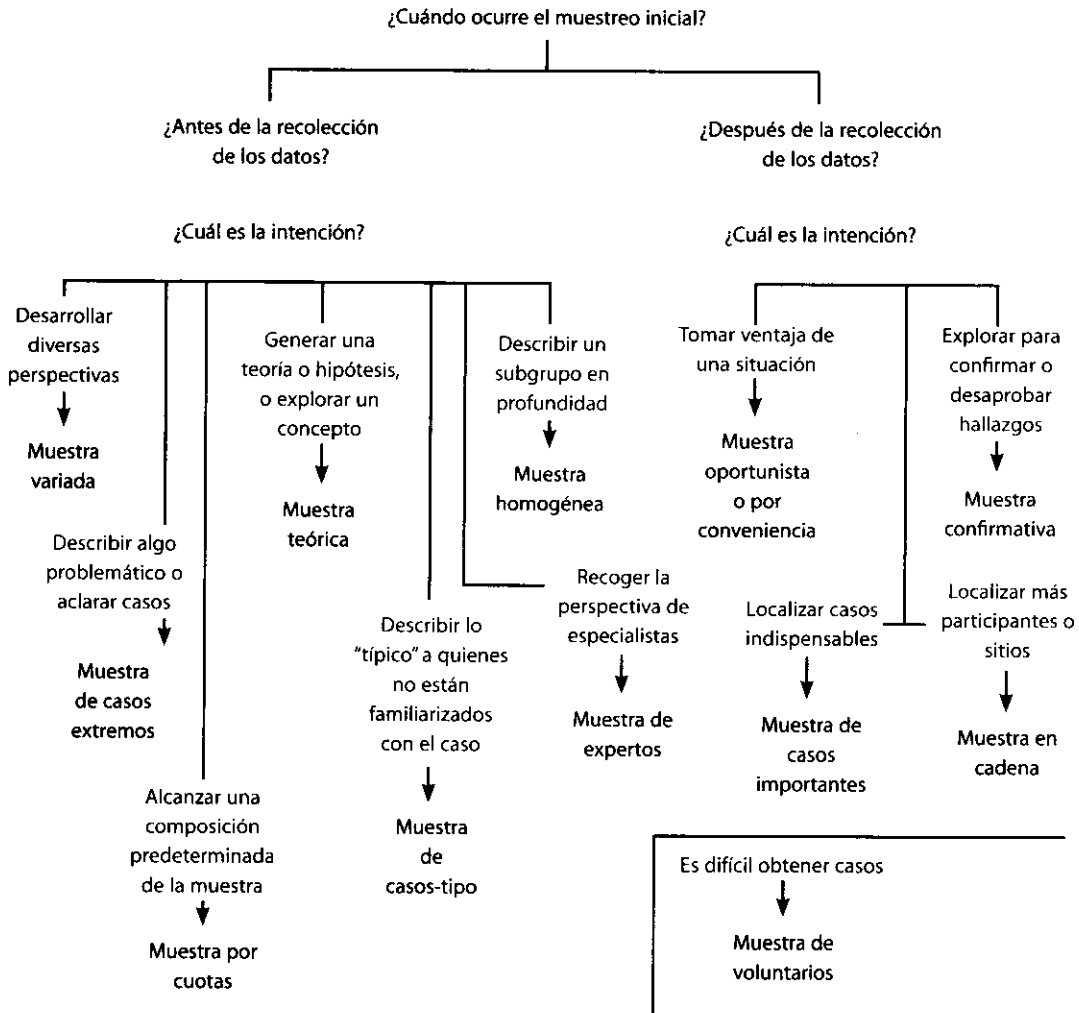 ¿Cuándo ocurre el muestreo inicial?
¿Antes de la recolección
de los datos?
¿Después de la recolección
de los datos?
¿Cuál es la intención?
¿Cuál es la intención?
Desarrollar
diversas
perspectivas
Muestra
variada
Describir algo
problemático o
aclarar casos
Muestra
de casos
extremos
Alcanzar una
composición
predeterminada
de la muestra
Muestra por
cuotas
Generar una
teoría o hipótesis,
o explorar un
concepto
Muestra
teórica
Describir lo
"típico" a quienes
no están
familiarizados
con el caso
Muestra
de
casos-tipo
Describir un
subgrupo en
profundidad
Muestra
homogénea
Recoger la
perspectiva de
especialistas
Muestra de
expertos
Tomar ventaja de
una situación
Muestra
oportunista
o por
conveniencia
Localizar casos
indispensables
Muestra de
casos
importantes
Explorar para
confirmar o
desaprobar
hallazgos
Muestra
confirmativa
Localizar más
participantes o
sitios
Muestra en
cadena
Es difícil obtener casos
Muestra de
voluntarios